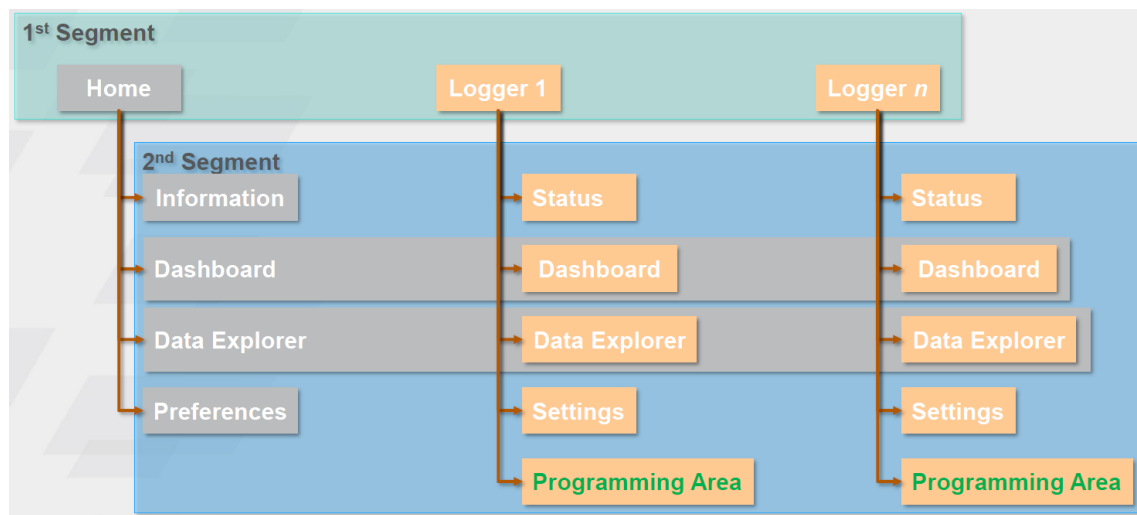 1st Segment
Home Logger 1 Logger n
2nd Segment
Information Status Status
Dashboard Dashboard Dashboard
Data Explorer Data Explorer Data Explorer
Preferences Settings Settings
Programming Area Programming Area